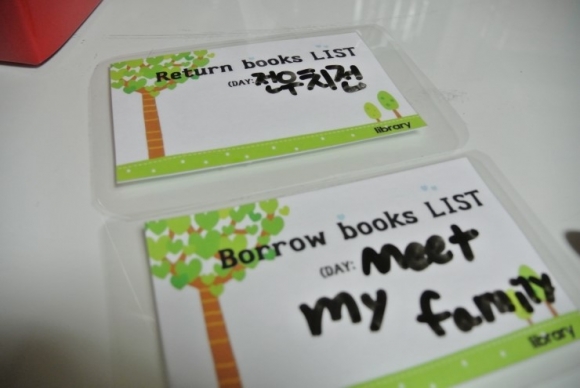 Return books LIST
(DAY: 전우치전
library
Borrow books LIST
(DAY: Meet
my family
library